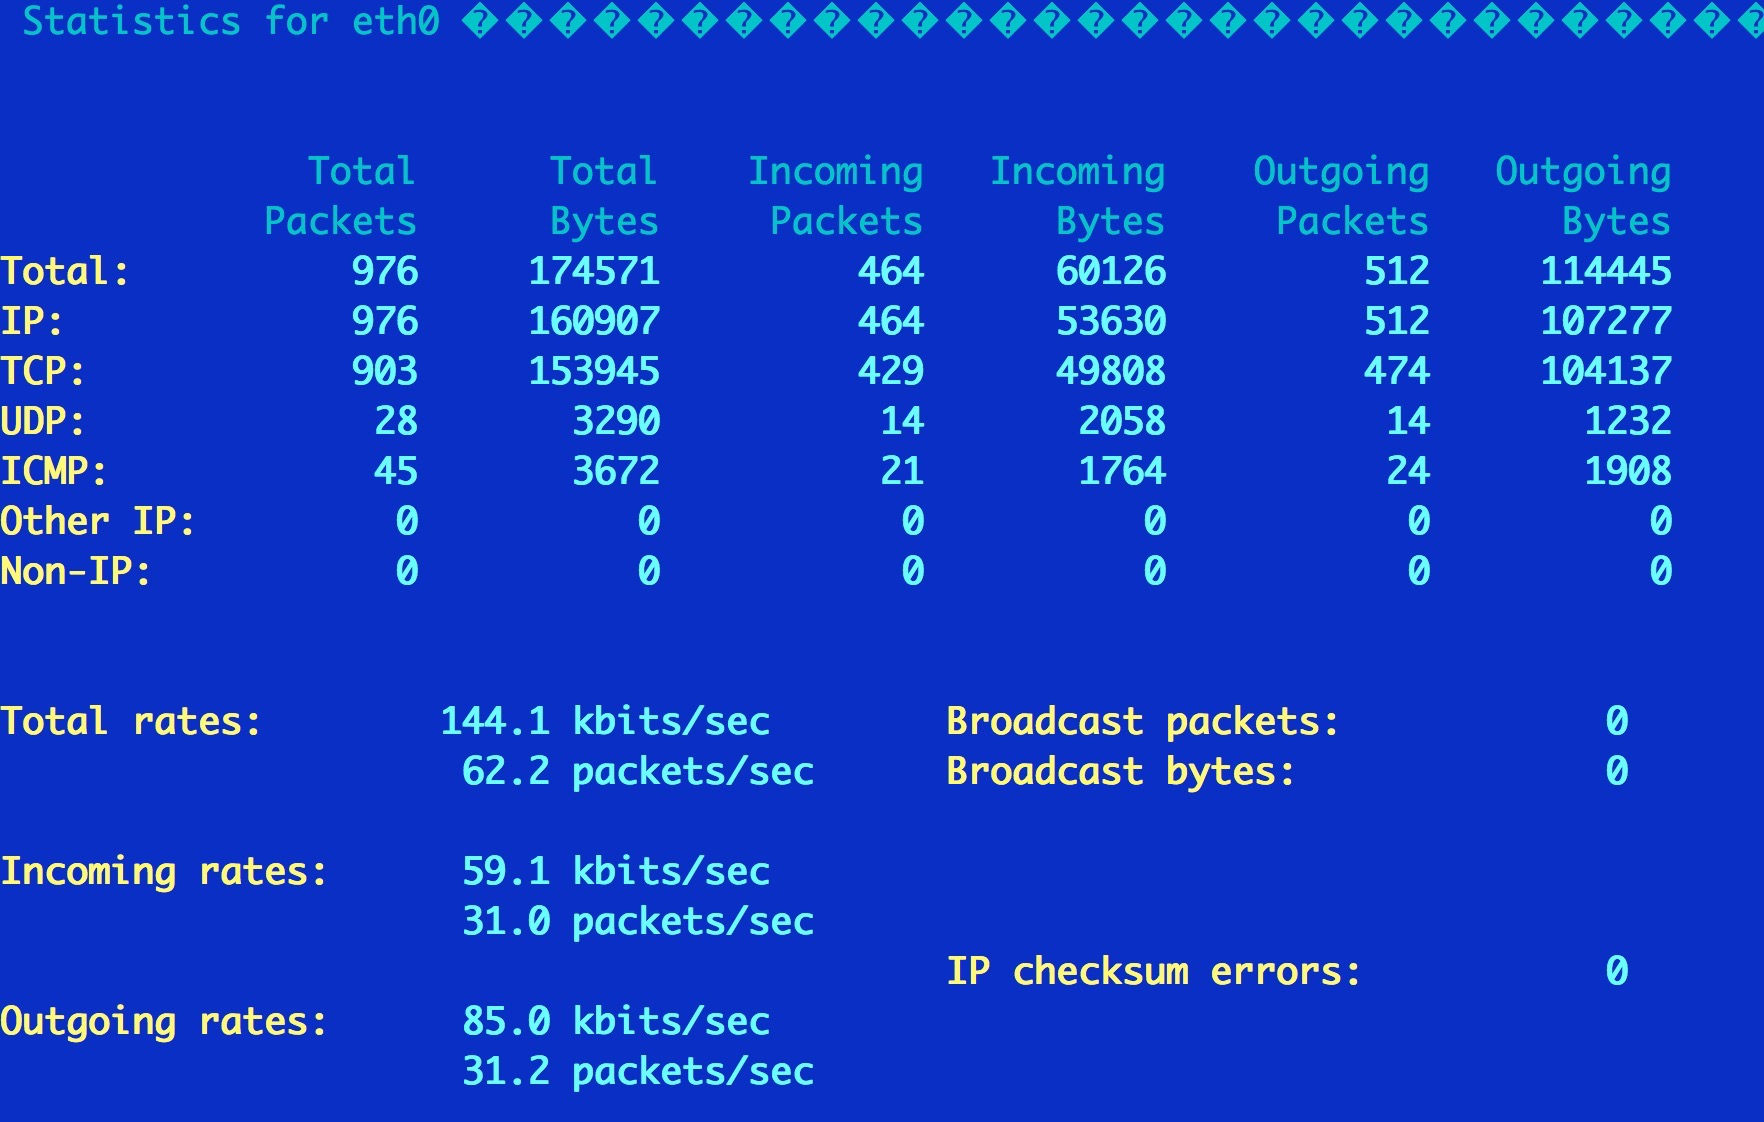 Statistics for eth0 ������������������������������
Total Total Incoming Incoming Outgoing Outgoing
Packets Bytes Packets Bytes Packets Bytes
Total: 976 174571 464 60126 512 114445
IP: 976 160907 464 53630 512 107277
TCP: 903 153945 429 49808 474 104137
UDP: 28 3290 14 2058 14 1232
ICMP: 45 3672 21 1764 24 1908
Other IP: 0 0 0 0 0 0
Non-IP: 0 0 0 0 0 0
Total rates: 144.1 kbits/sec Broadcast packets: 0
62.2 packets/sec Broadcast bytes: 0
Incoming rates: 59.1 kbits/sec
31.0 packets/sec
IP checksum errors: 0
Outgoing rates: 85.0 kbits/sec
31.2 packets/sec